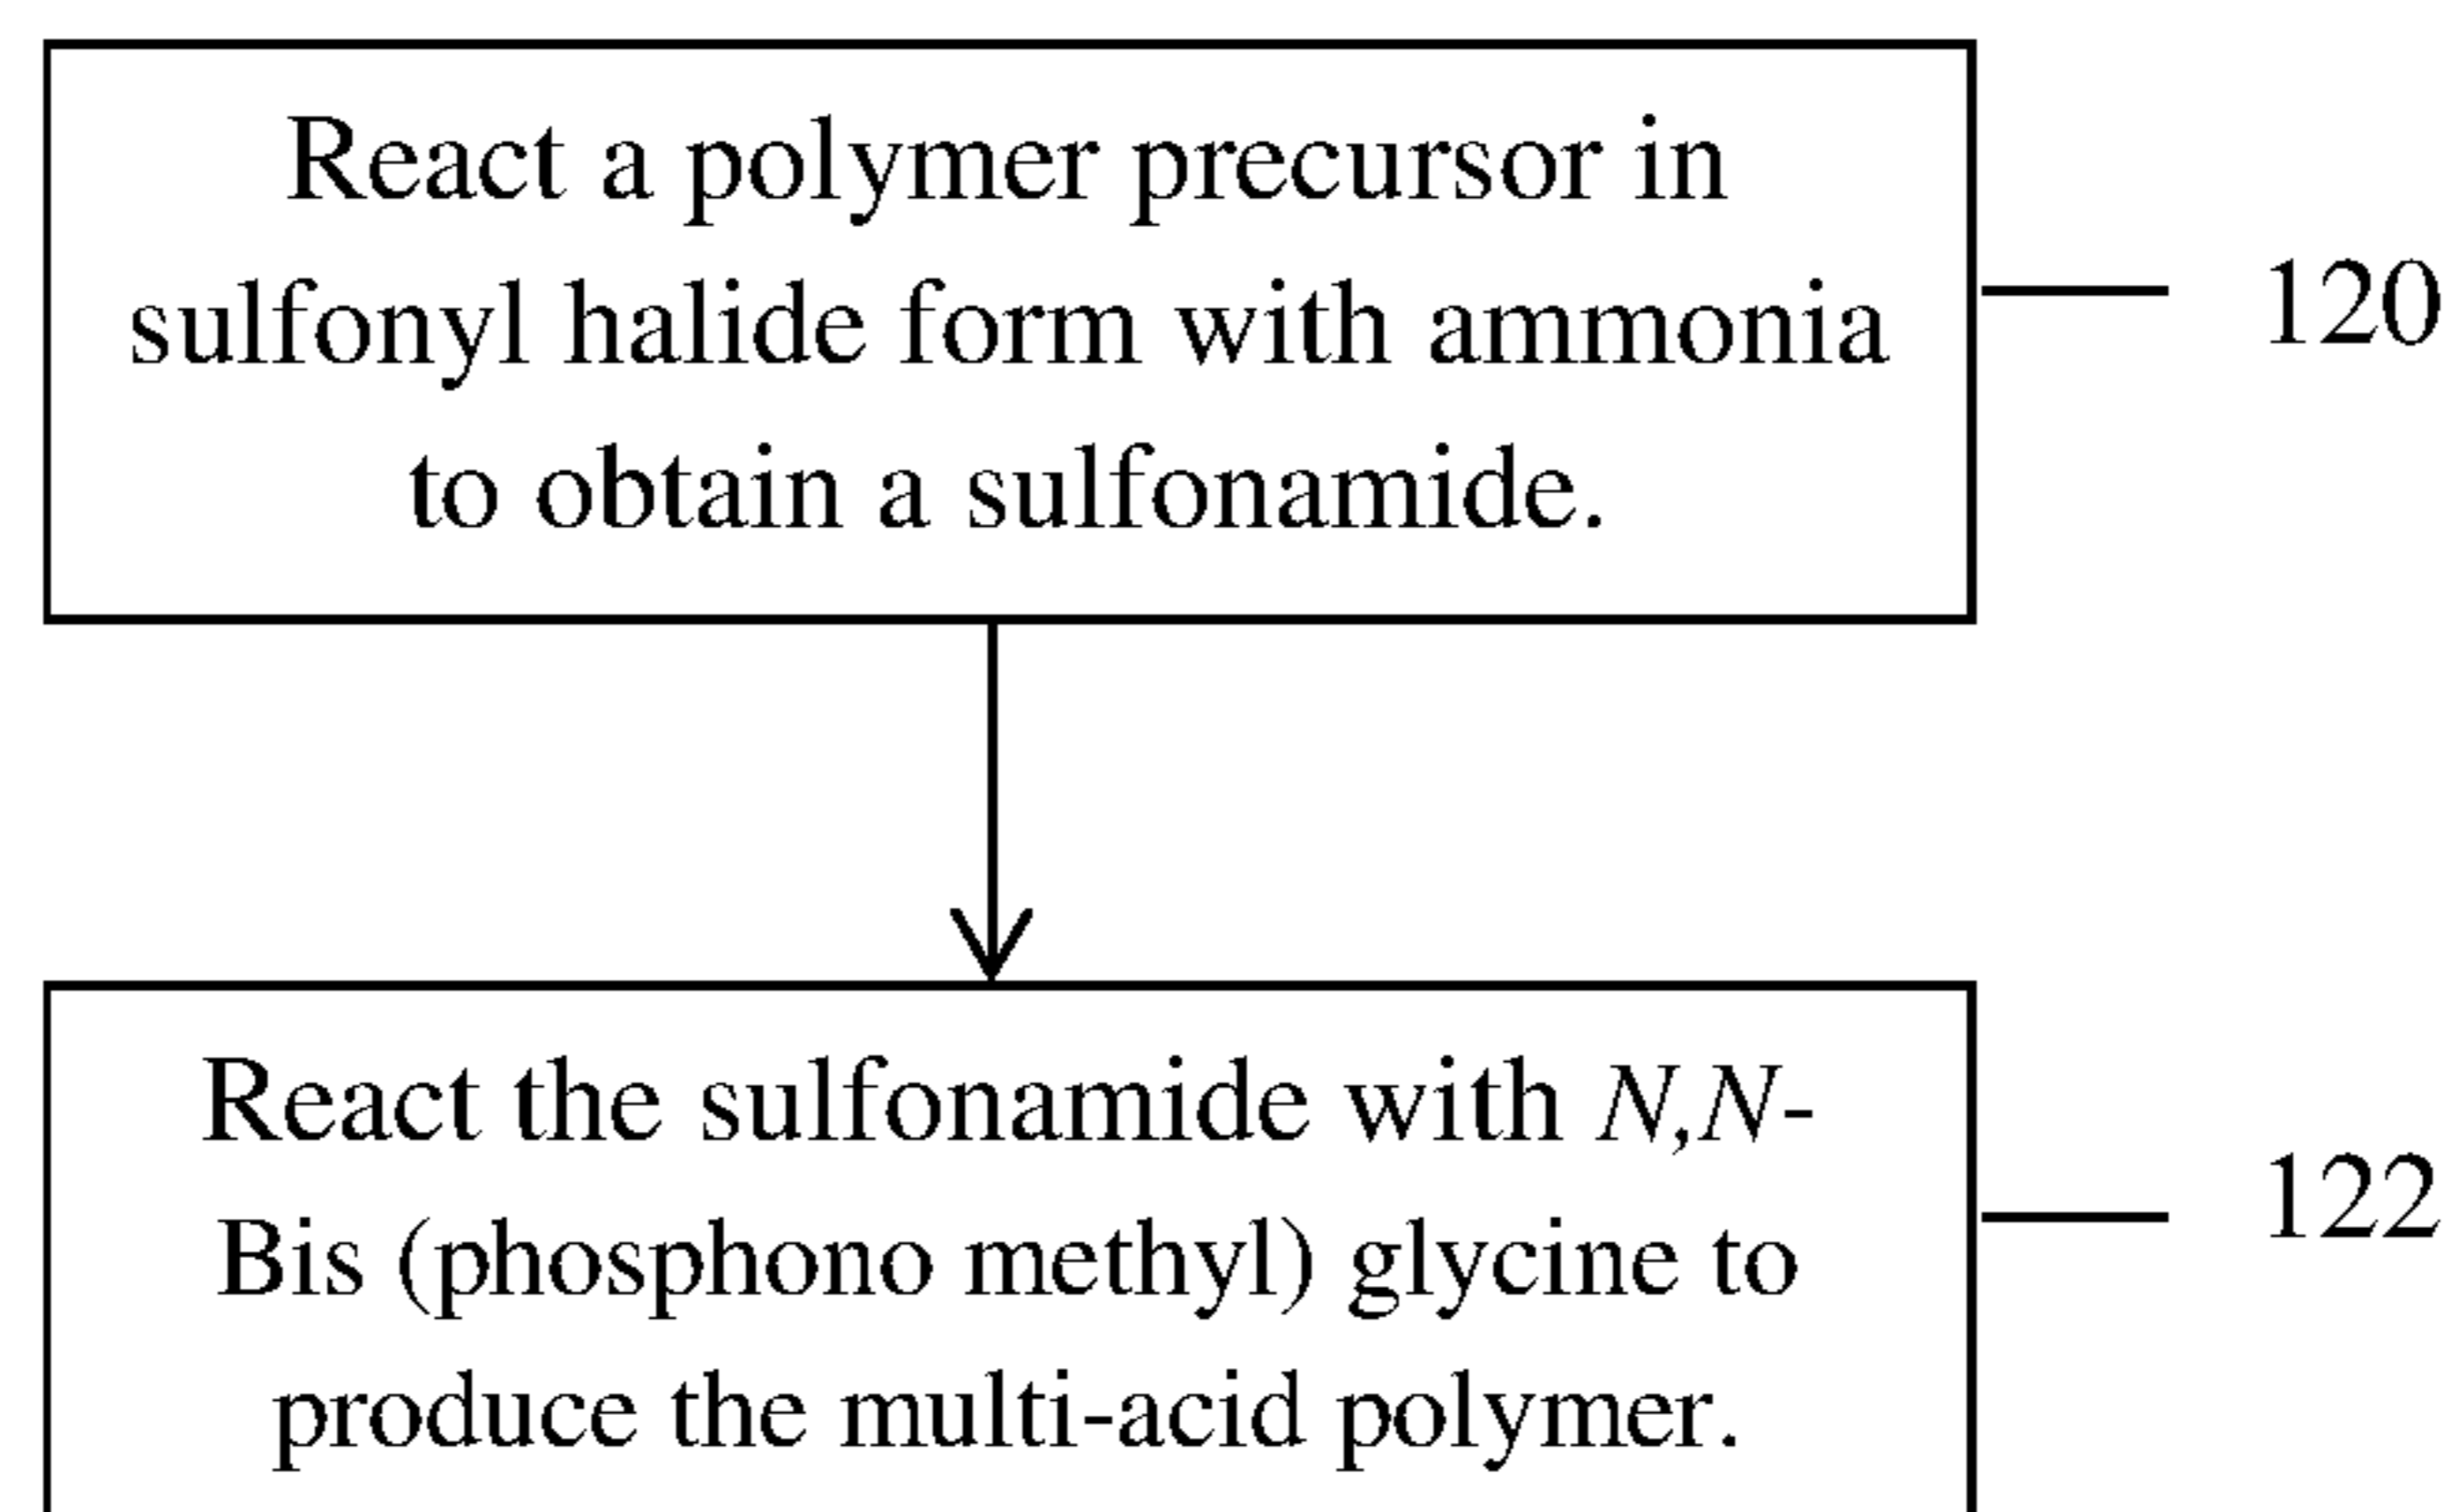 React a polymer precursor in
sulfonyl halide form with ammonia
to obtain a sulfonamide.
120
React the sulfonamide with N,N-
Bis (phosphono methyl) glycine to
produce the multi-acid polymer.
122